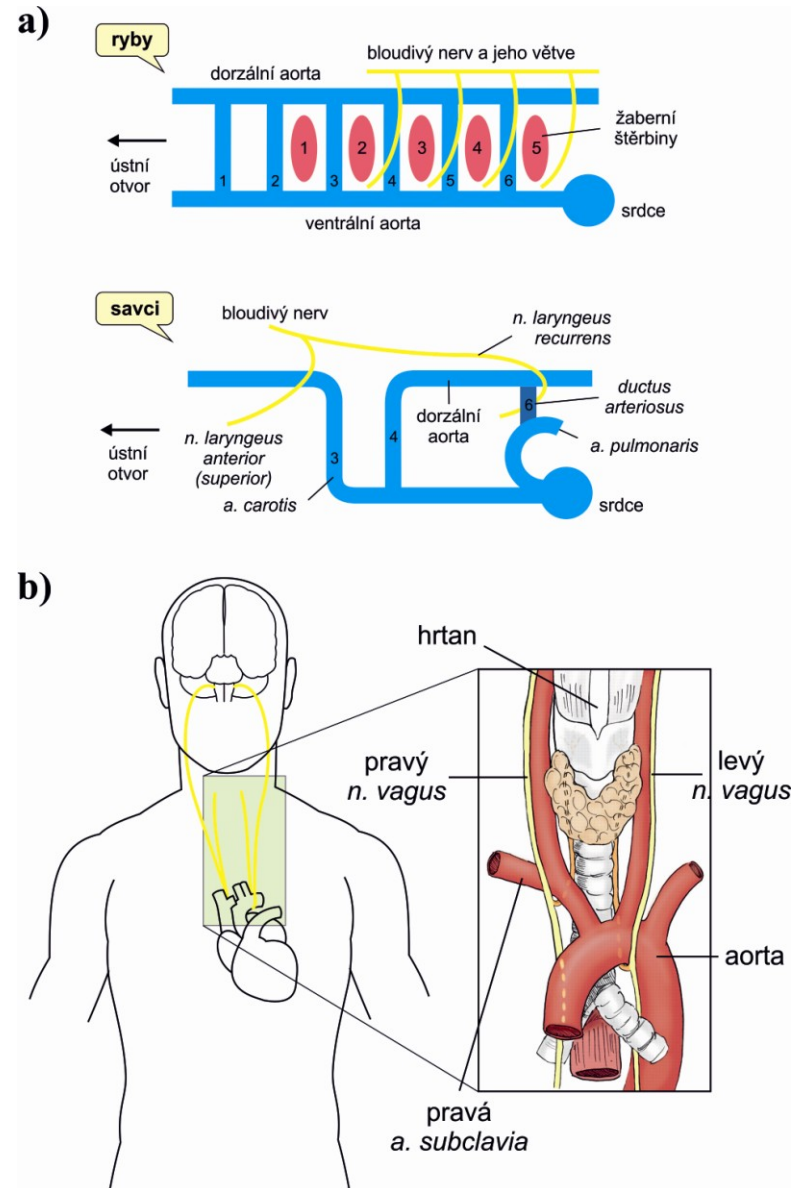 a)
ryby
dorzální aorta
bloudivý nerv a jeho větve
žaberní
štěrbiny
ústní
otvor
1
2
3
4
5
1
2
3
4
5
6
ventrální aorta
srdce
savci
bloudivý nerv
n. laryngeus
recurrens
ductus
arteriosus
6
dorzální
aorta
a. pulmonaris
ústní
otvor
n. laryngeus
anterior
(superior)
3
4
a. carotis
srdce
b)
hrtan
pravý
n. vagus
levý
n. vagus
aorta
pravá
a. subclavia